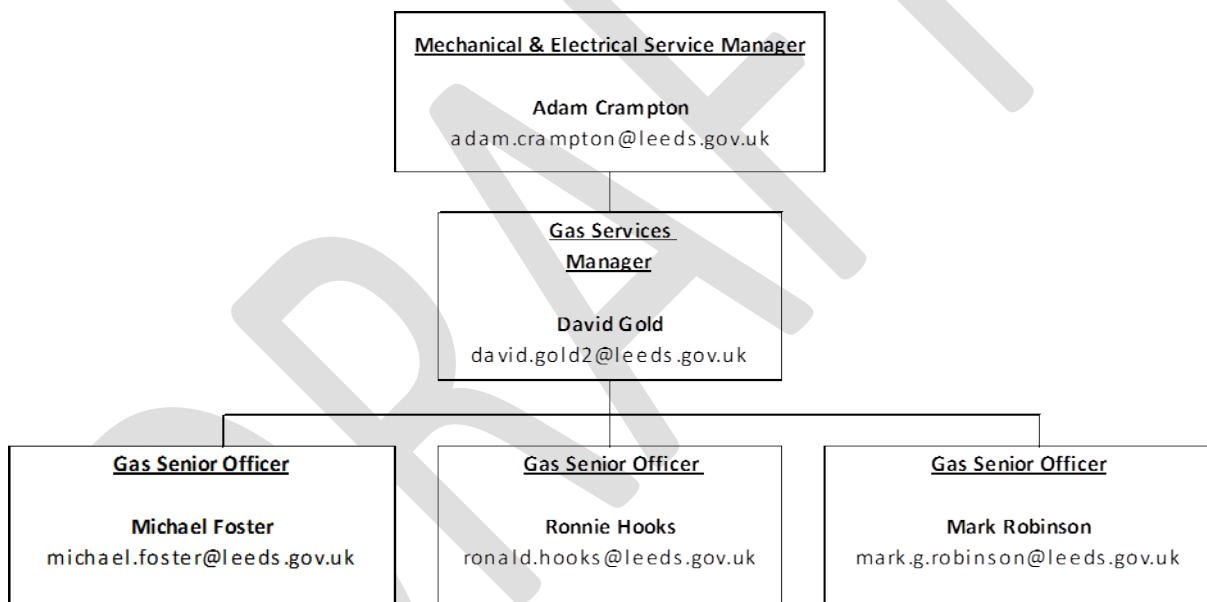 Mechanical & Electrical Service Manager
Adam Crampton
adam.crampton@leeds.gov.uk
Gas Services
Manager
David Gold
david.gold2@leeds.gov.uk
Gas Senior Officer
Michael Foster
michael.foster@leeds.gov.uk
Gas Senior Officer
Ronnie Hooks
ronald.hooks@leeds.gov.uk
Gas Senior Officer
Mark Robinson
mark.g.robinson@leeds.gov.uk
DRAFT